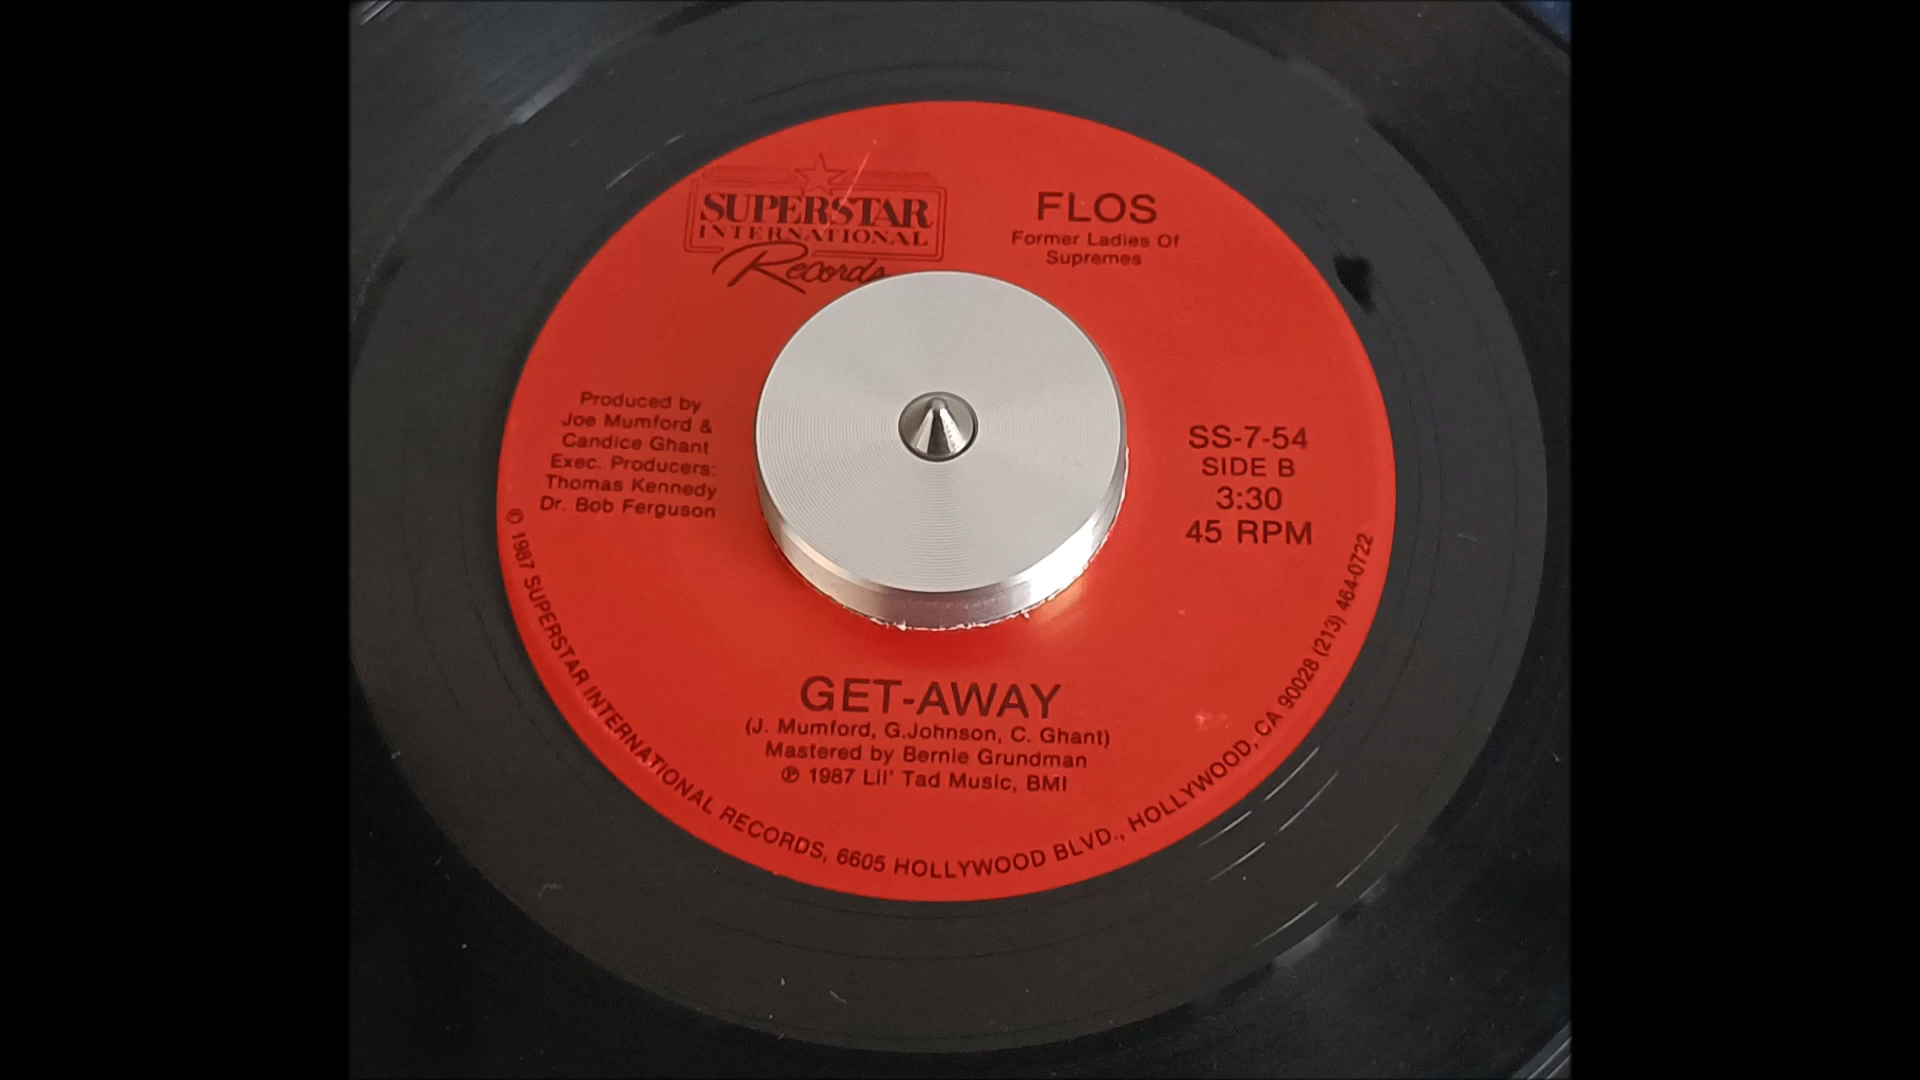 SUPERSTAR
INTERNATIONAL
Records
FLOS
Former Ladies Of
Supremes
Produced by
Joe Mumford &
Candice Ghant
Exec. Producers:
Thomas Kennedy
Dr. Bob Ferguson
SS-7-54
SIDE B
3:30
45 RPM
GET-AWAY
(J. Mumford, G.Johnson, C. Ghant)
Mastered by Bernie Grundman
℗ 1987 Lil' Tad Music, BMI
© 1987 SUPERSTAR INTERNATIONAL RECORDS, 6605 HOLLYWOOD BLVD., HOLLYWOOD, CA 90028 (213) 464-0722